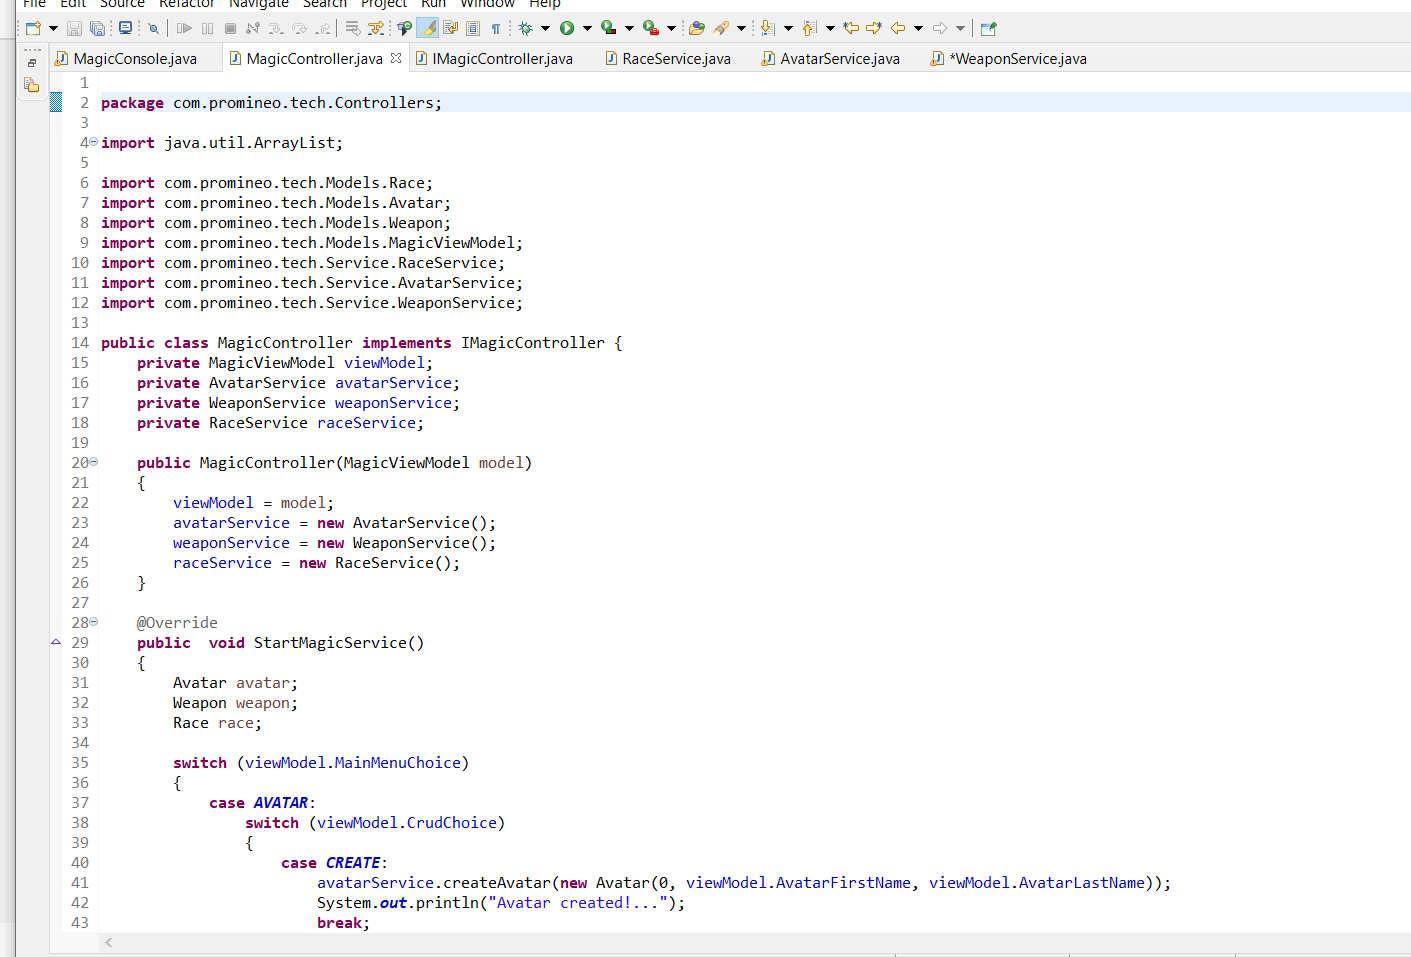 File Edit Source Refactor Navigate Search Project Run Window Help
MagicConsole.java MagicController.java IMagicController.java RaceService.java AvatarService.java *WeaponService.java
1
2 package com.promineo.tech.Controllers;
3
4 import java.util.ArrayList;
5
6 import com.promineo.tech.Models.Race;
7 import com.promineo.tech.Models.Avatar;
8 import com.promineo.tech.Models.Weapon;
9 import com.promineo.tech.Models.MagicViewModel;
10 import com.promineo.tech.Service.RaceService;
11 import com.promineo.tech.Service.AvatarService;
12 import com.promineo.tech.Service.WeaponService;
13
14 public class MagicController implements IMagicController {
15     private MagicViewModel viewModel;
16     private AvatarService avatarService;
17     private WeaponService weaponService;
18     private RaceService raceService;
19
20     public MagicController(MagicViewModel model)
21     {
22         viewModel = model;
23         avatarService = new AvatarService();
24         weaponService = new WeaponService();
25         raceService = new RaceService();
26     }
27
28     @Override
29     public  void StartMagicService()
30     {
31         Avatar avatar;
32         Weapon weapon;
33         Race race;
34
35         switch (viewModel.MainMenuChoice)
36         {
37             case AVATAR:
38                 switch (viewModel.CrudChoice)
39                 {
40                     case CREATE:
41                         avatarService.createAvatar(new Avatar(0, viewModel.AvatarFirstName, viewModel.AvatarLastName));
42                         System.out.println("Avatar created!...");
43                         break;